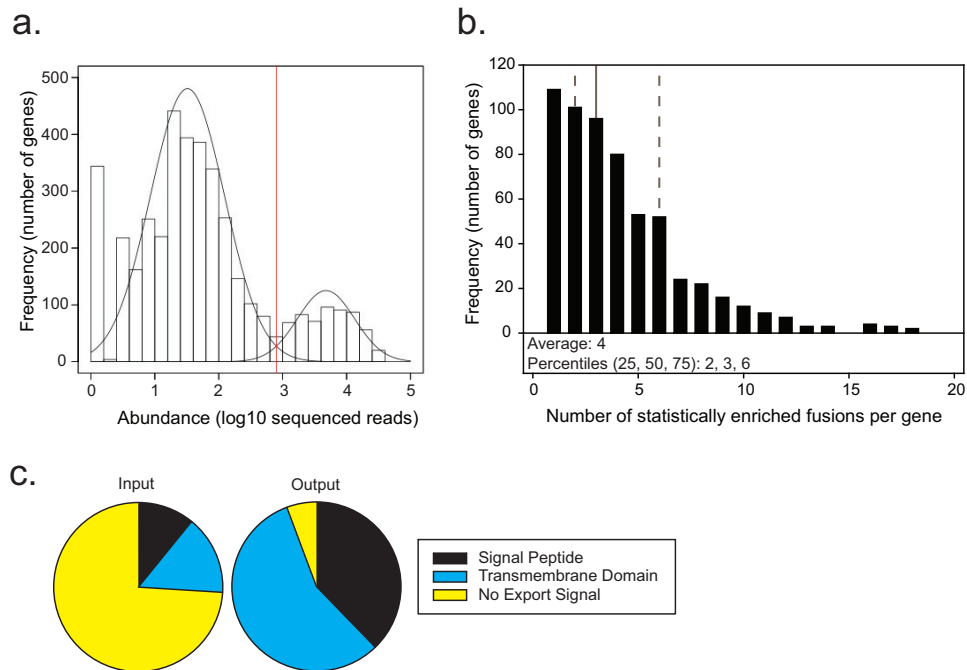 a.
500
400
300
200
100
0
Frequency (number of genes)
0 1 2 3 4 5
Abundance (log10 sequenced reads)
b.
120
100
80
60
40
20
0
Frequency (number of genes)
Average: 4
Percentiles (25, 50, 75): 2, 3, 6
0 5 10 15 20
Number of statistically enriched fusions per gene
c.
Input
Output
Signal Peptide
Transmembrane Domain
No Export Signal